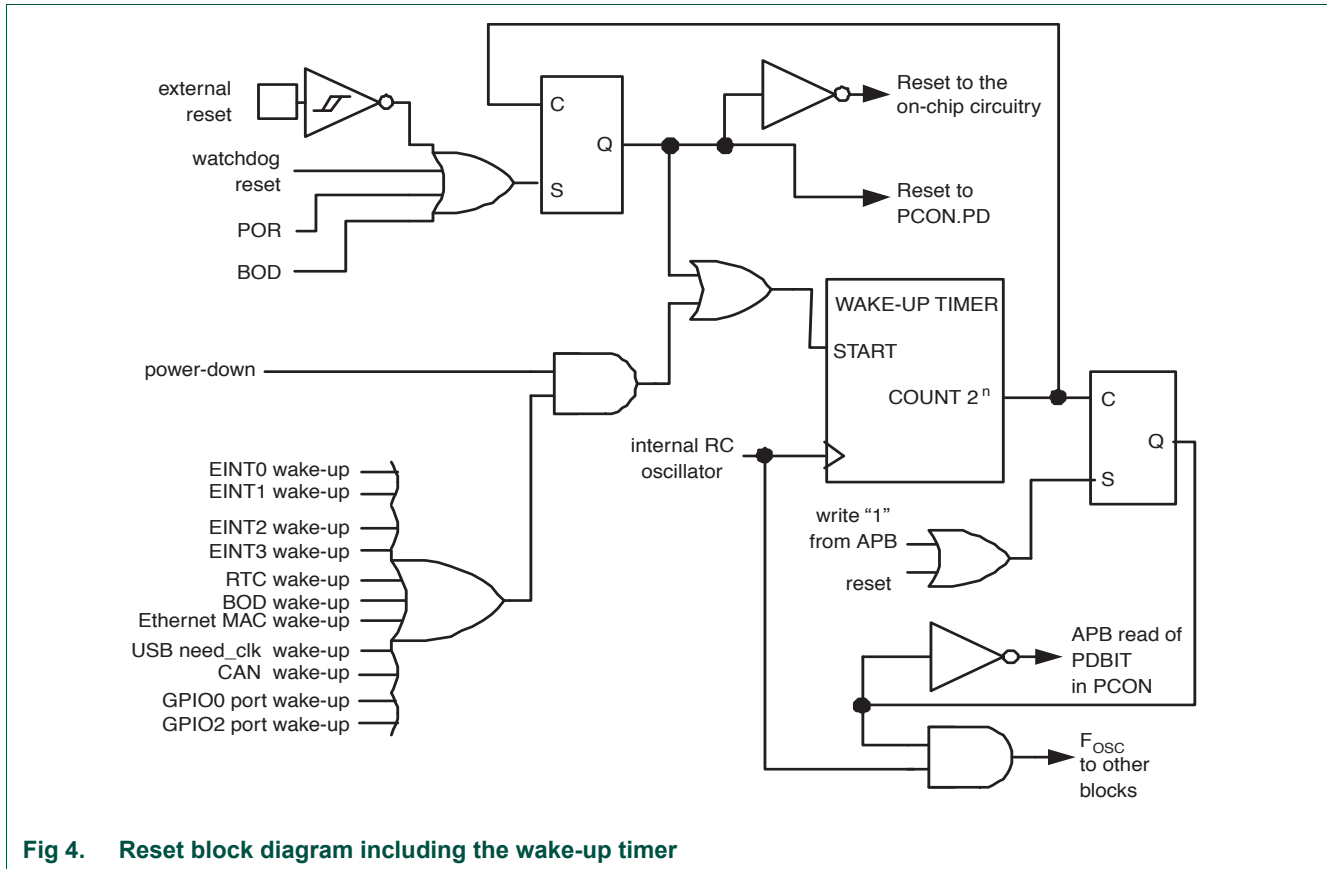 external
reset
watchdog
reset
POR
BOD
C
Q
S
Reset to the
on-chip circuitry
Reset to
PCON.PD
power-down
WAKE-UP TIMER
START
COUNT 2 n
internal RC
oscillator
C
Q
S
EINT0 wake-up
EINT1 wake-up
EINT2 wake-up
EINT3 wake-up
RTC wake-up
BOD wake-up
Ethernet MAC wake-up
USB need_clk wake-up
CAN wake-up
GPIO0 port wake-up
GPIO2 port wake-up
write “1”
from APB
reset
APB read of
PDBIT
in PCON
FOSC
to other
blocks
Fig 4. Reset block diagram including the wake-up timer